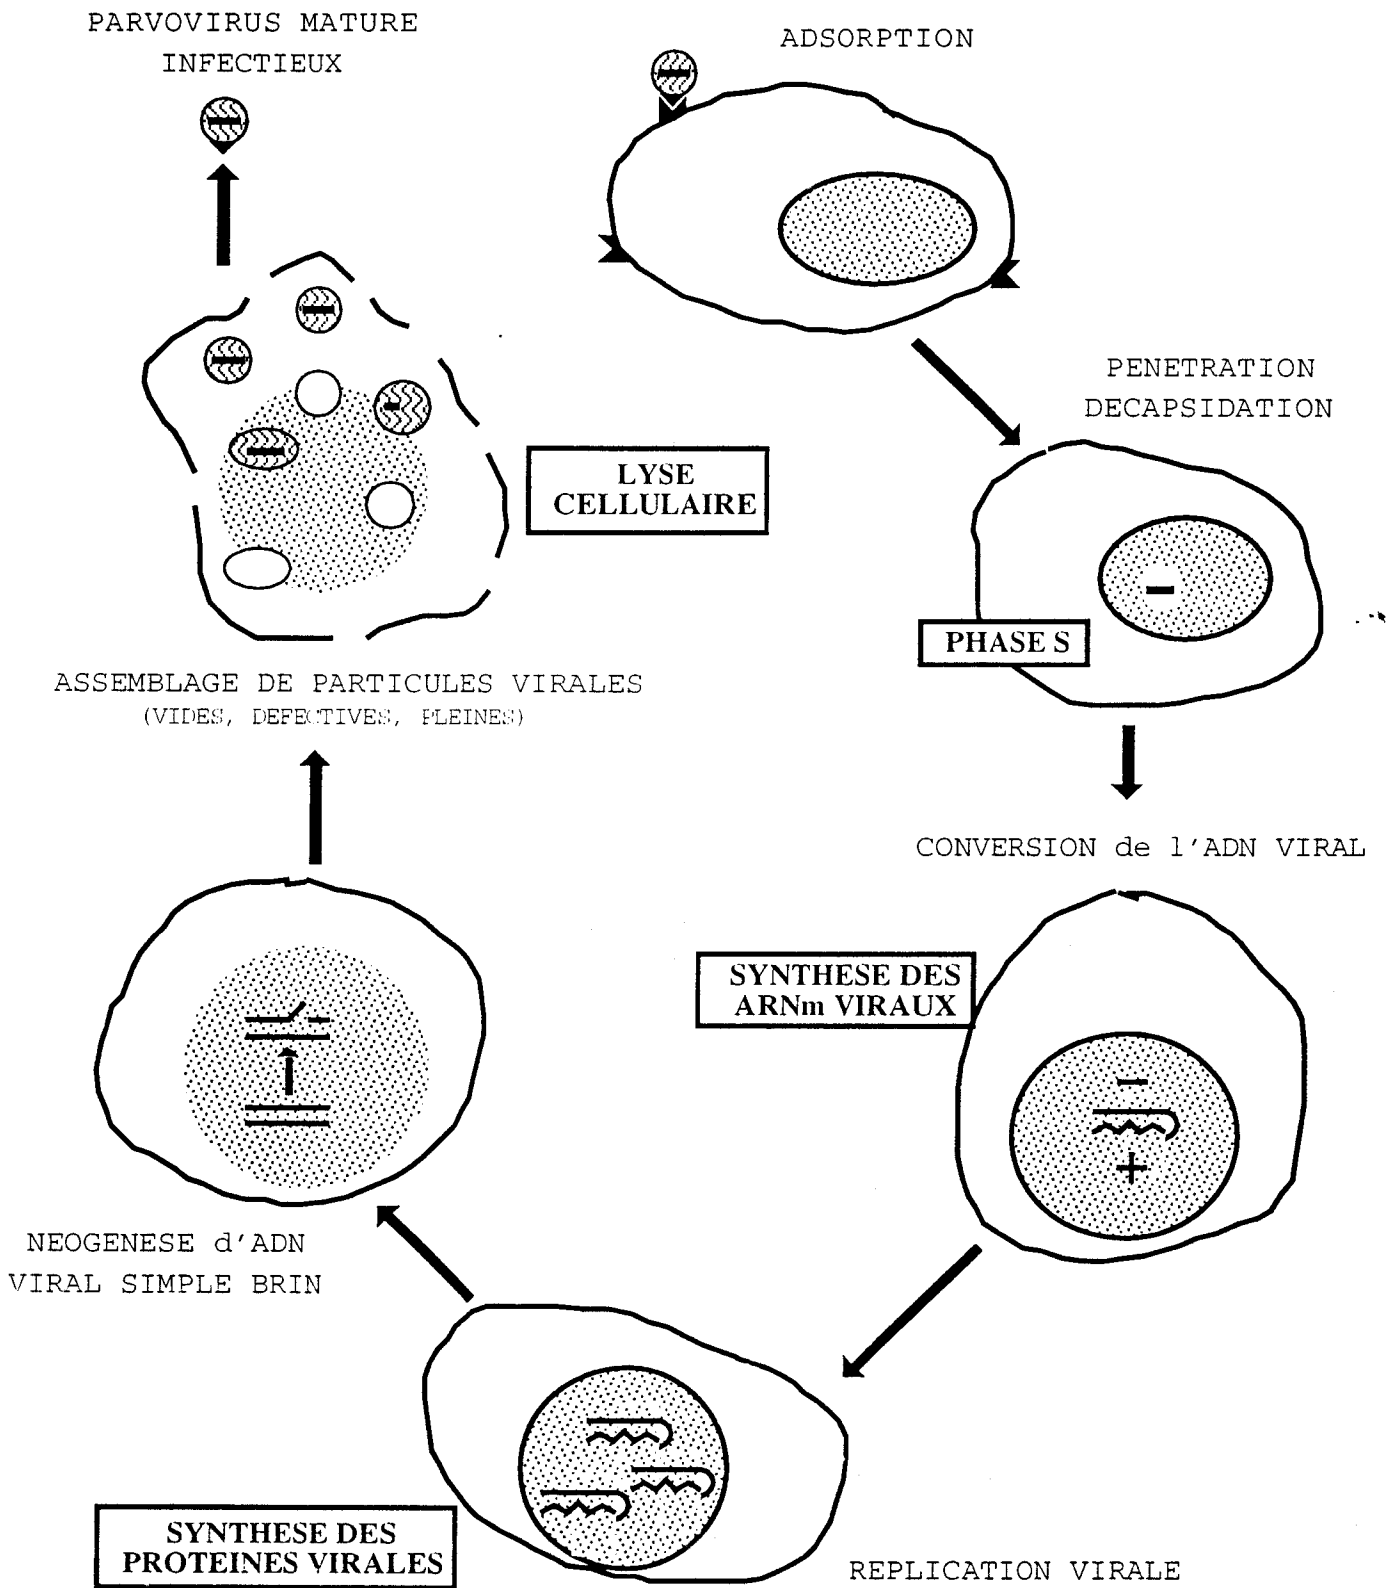 PARVOVIRUS MATURE
INFECTIEUX
ADSORPTION
PENETRATION
DECAPSIDATION
LYSE
CELLULAIRE
PHASE S
ASSEMBLAGE DE PARTICULES VIRALES
(VIDES, DEFECTIVES, PLEINES)
CONVERSION de l'ADN VIRAL
SYNTHESE DES
ARNm VIRAUX
-
+
NEOGENESE d'ADN
VIRAL SIMPLE BRIN
SYNTHESE DES
PROTEINES VIRALES
REPLICATION VIRALE